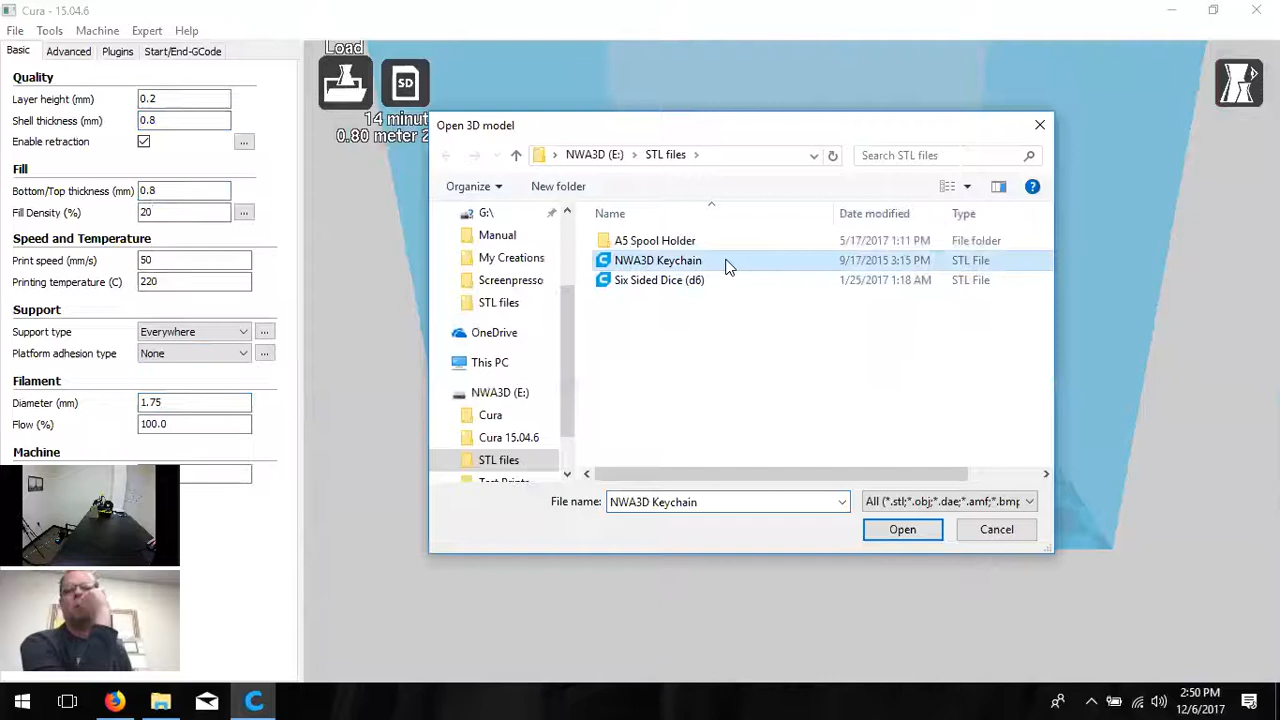 Cura - 15.04.6
File Tools Machine Expert Help
Basic Advanced Plugins Start/End-GCode
Load
Quality
Layer height (mm) 0.2
SD
Shell thickness (mm) 0.8
14 minut
Enable retraction ...
0.80 meter 2
Fill
Bottom/Top thickness (mm) 0.8
Fill Density (%) 20 ...
Speed and Temperature
Print speed (mm/s) 50
Printing temperature (C) 220
Support
Support type Everywhere ...
Platform adhesion type None ...
Filament
Diameter (mm) 1.75
Flow (%) 100.0
Machine
Open 3D model
NWA3D (E:) STL files
Search STL files
Organize New folder
Name Date modified Type
A5 Spool Holder 5/17/2017 1:11 PM File folder
NWA3D Keychain 9/17/2015 3:15 PM STL File
Six Sided Dice (d6) 1/25/2017 1:18 AM STL File
G:\
Manual
My Creations
Screenpresso
STL files
OneDrive
This PC
NWA3D (E:)
Cura
Cura 15.04.6
STL files
Test Prints
File name: NWA3D Keychain All (*.stl;*.obj;*.dae;*.amf;*.bmp
Open Cancel
2:50 PM
12/6/2017